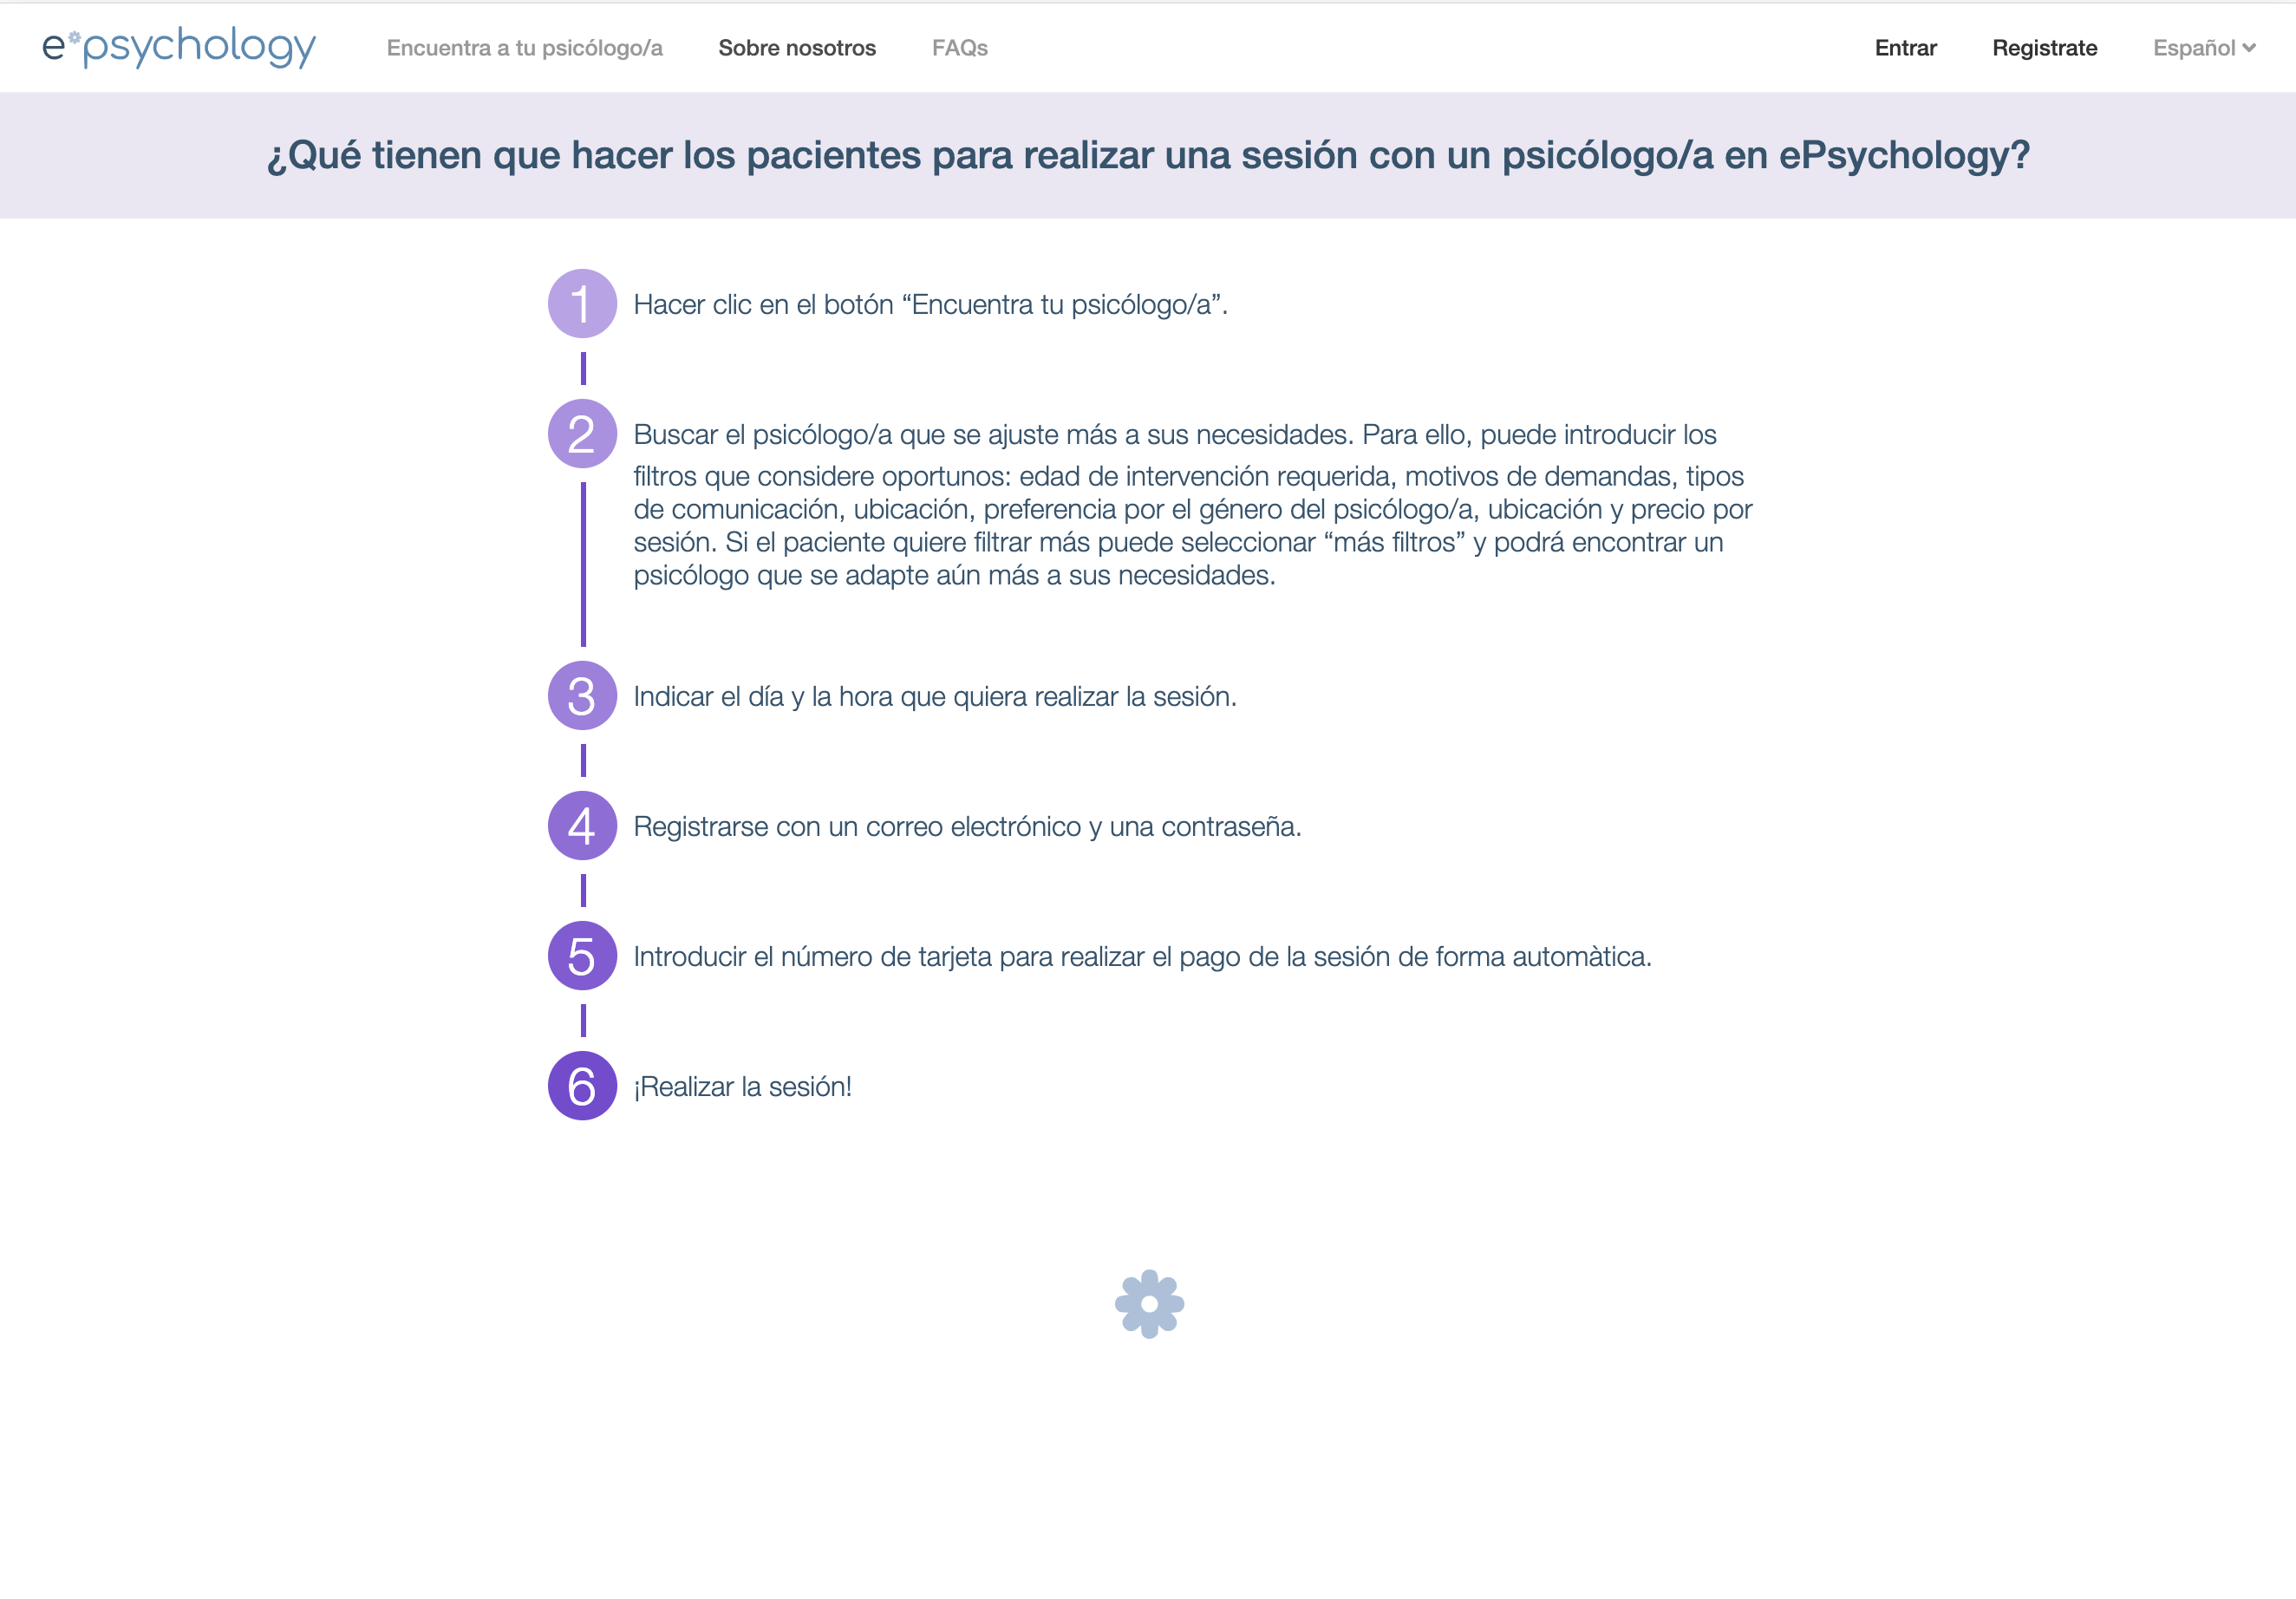 e*psychology
Encuentra a tu psicólogo/a
Sobre nosotros
FAQs
Entrar
Registrate
Español
¿Qué tienen que hacer los pacientes para realizar una sesión con un psicólogo/a en ePsychology?
1
Hacer clic en el botón “Encuentra tu psicólogo/a”.
2
Buscar el psicólogo/a que se ajuste más a sus necesidades. Para ello, puede introducir los
filtros que considere oportunos: edad de intervención requerida, motivos de demandas, tipos
de comunicación, ubicación, preferencia por el género del psicólogo/a, ubicación y precio por
sesión. Si el paciente quiere filtrar más puede seleccionar “más filtros” y podrá encontrar un
psicólogo que se adapte aún más a sus necesidades.
3
Indicar el día y la hora que quiera realizar la sesión.
4
Registrarse con un correo electrónico y una contraseña.
5
Introducir el número de tarjeta para realizar el pago de la sesión de forma automàtica.
6
¡Realizar la sesión!